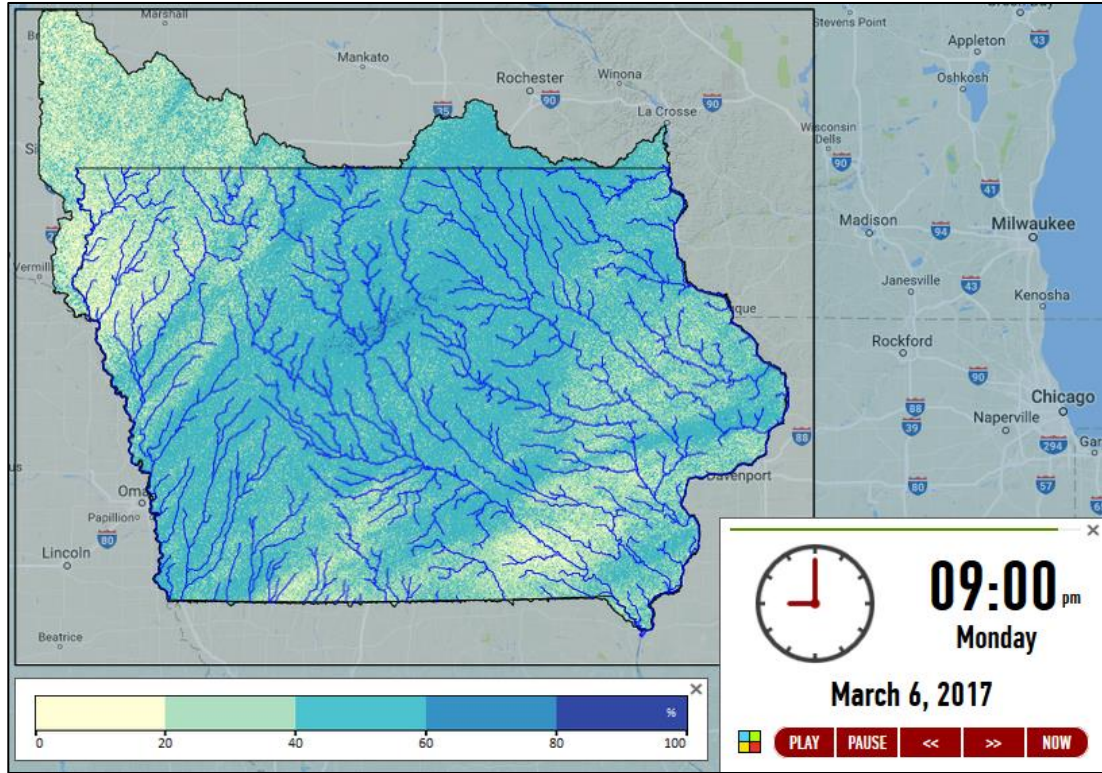 Marshall
Mankato
Rochester
Winona
90
35
La Crosse
90
Stevens Point
Appleton
43
Oshkosh
Wisconsin
Dells
90
41
Madison
94
Milwaukee
Janesville
43
Kenosha
Rockford
90
Chicago
88
Naperville
39
294
80
57
88
Davenport
Vermilli
Papillion
80
Lincoln
Beatrice
09:00 pm
Monday
March 6, 2017
PLAY PAUSE << >> NOW
%
0 20 40 60 80 100